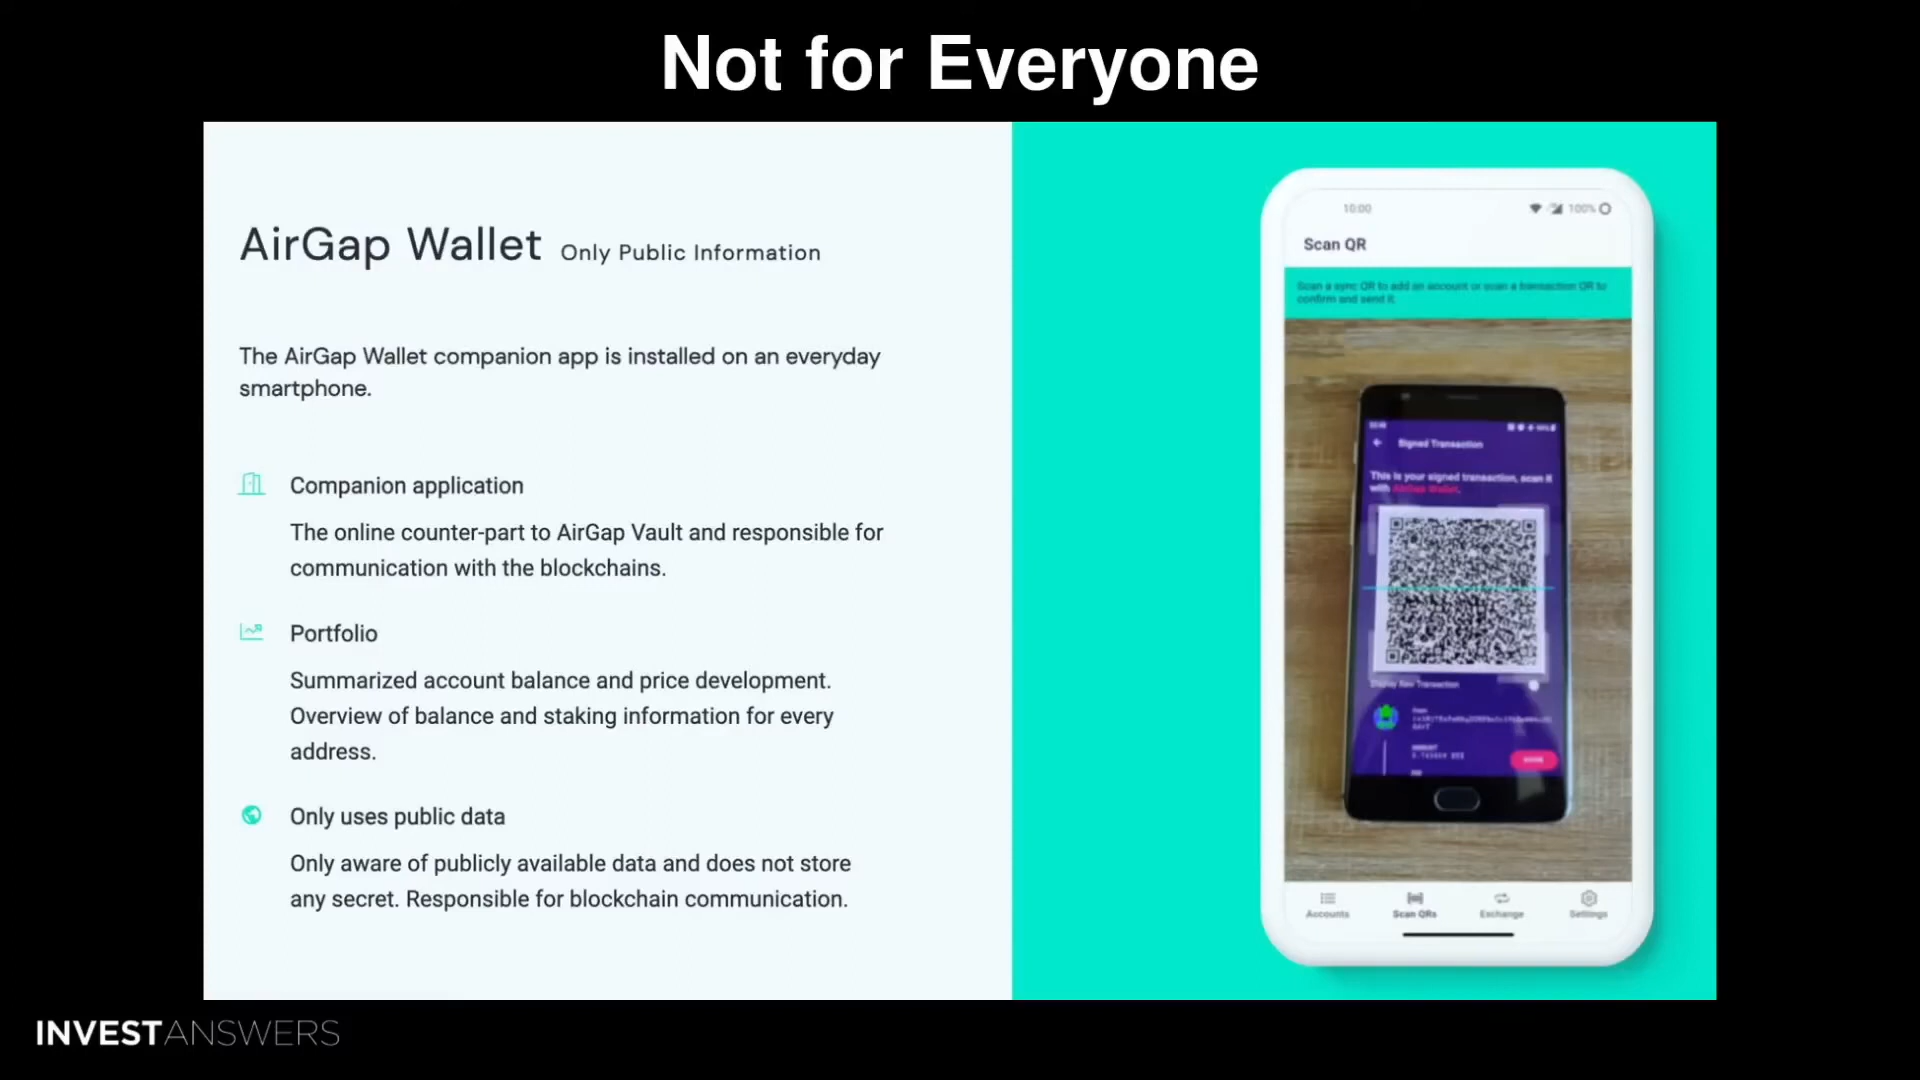 Not for Everyone
AirGap Wallet Only Public Information
The AirGap Wallet companion app is installed on an everyday
smartphone.
Companion application
The online counter-part to AirGap Vault and responsible for
communication with the blockchains.
Portfolio
Summarized account balance and price development.
Overview of balance and staking information for every
address.
Only uses public data
Only aware of publicly available data and does not store
any secret. Responsible for blockchain communication.
10:00
100%
Scan QR
Scan a sync QR to add an account or scan a transaction QR to
confirm and send it
Signed Transaction
This is your signed transaction, scan it
with AirGap Wallet.
Accounts
Scan QRs
Exchange
Settings
INVESTANSWERS